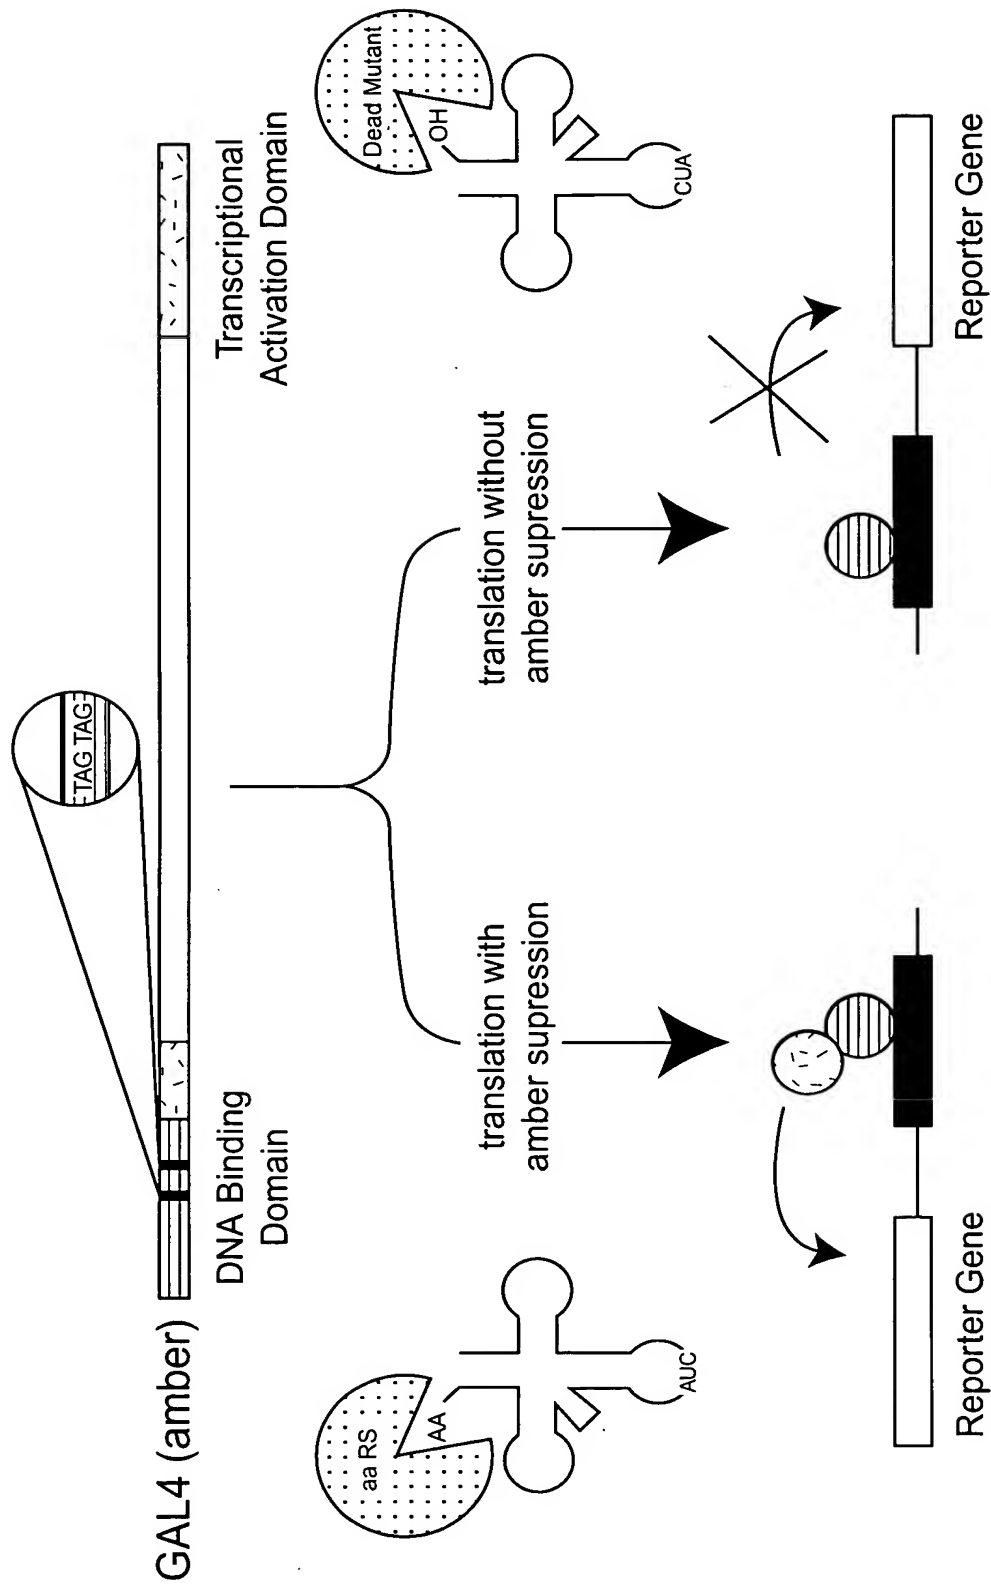 GAL4 (amber)
TAG TAG
DNA Binding
Domain
Transcriptional
Activation Domain
aa RS
AA
AUC
translation with
amber supression
translation without
amber supression
Dead Mutant
OH
CUA
Reporter Gene
Reporter Gene